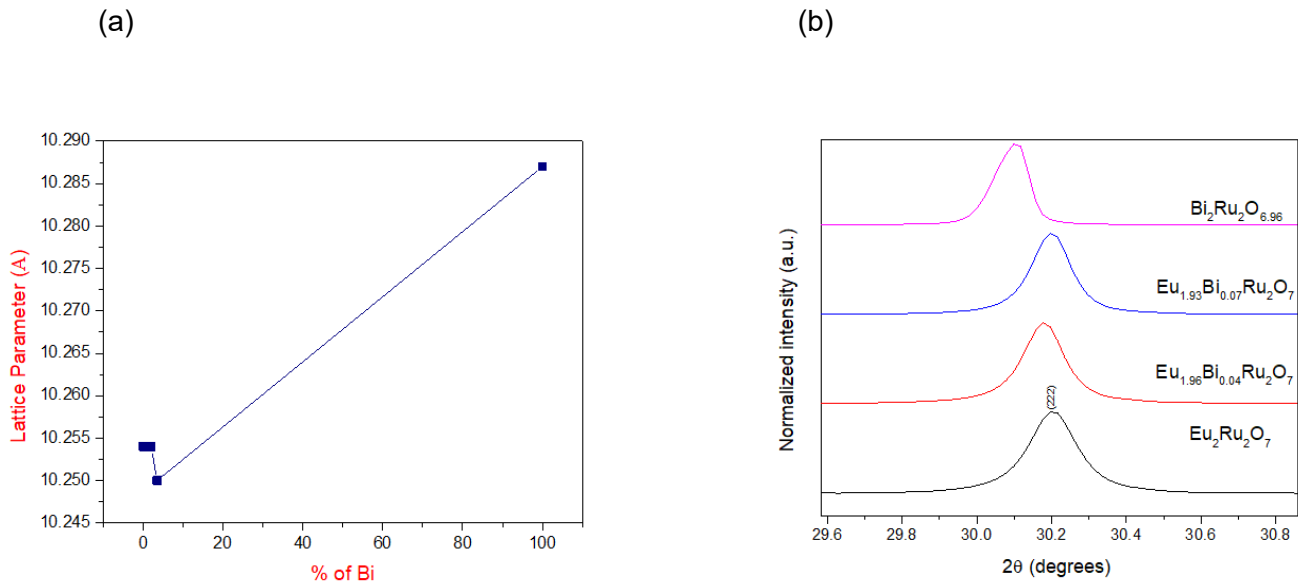 (a)
(b)
10.290
10.285
10.280
10.275
10.270
10.265
10.260
10.255
10.250
10.245
Lattice Parameter (A)
0
20
40
60
80
100
% of Bi
Normalized intensity (a.u.)
Bi2Ru2O6.96
Eu1.93Bi0.07Ru2O7
Eu1.96Bi0.04Ru2O7
(222)
Eu2Ru2O7
29.6
29.8
30.0
30.2
30.4
30.6
30.8
2θ (degrees)